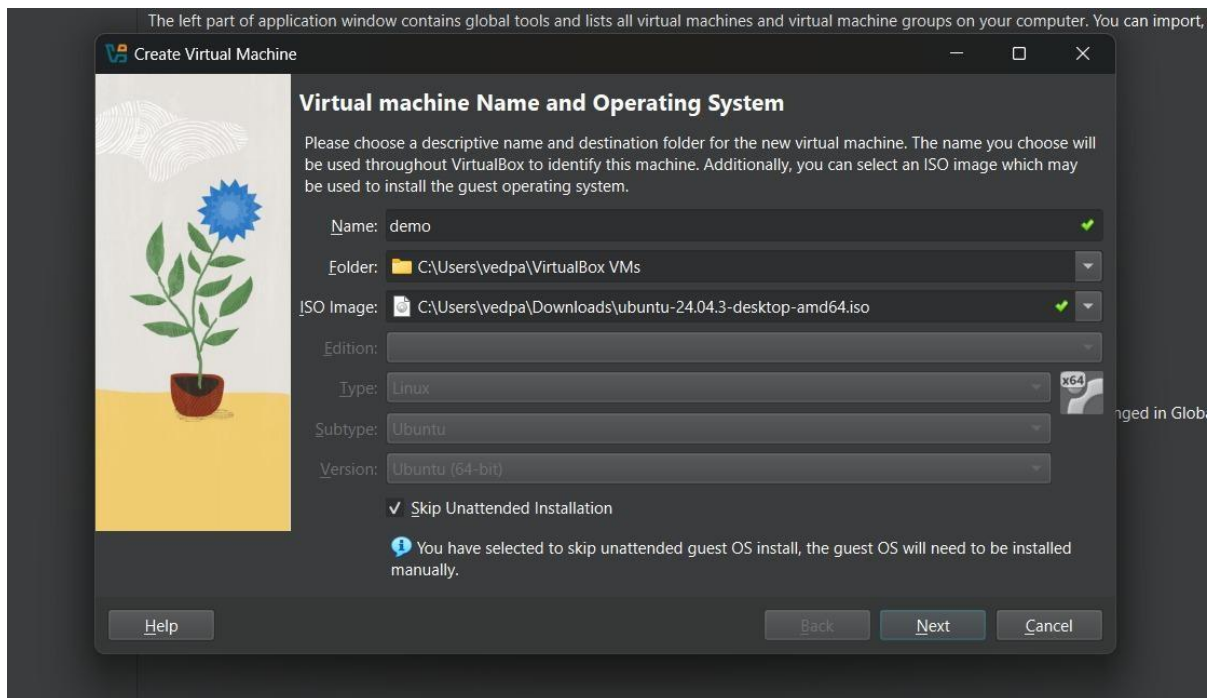 The left part of application window contains global tools and lists all virtual machines and virtual machine groups on your computer. You can import,
Create Virtual Machine
Virtual machine Name and Operating System
Please choose a descriptive name and destination folder for the new virtual machine. The name you choose will
be used throughout VirtualBox to identify this machine. Additionally, you can select an ISO image which may
be used to install the guest operating system.
Name: demo
Folder: C:\Users\vedpa\VirtualBox VMs
ISO Image: C:\Users\vedpa\Downloads\ubuntu-24.04.3-desktop-amd64.iso
Edition:
Type: Linux x64
nged in Globa
Subtype: Ubuntu
Version: Ubuntu (64-bit)
Skip Unattended Installation
You have selected to skip unattended guest OS install, the guest OS will need to be installed
manually.
Help Back Next Cancel